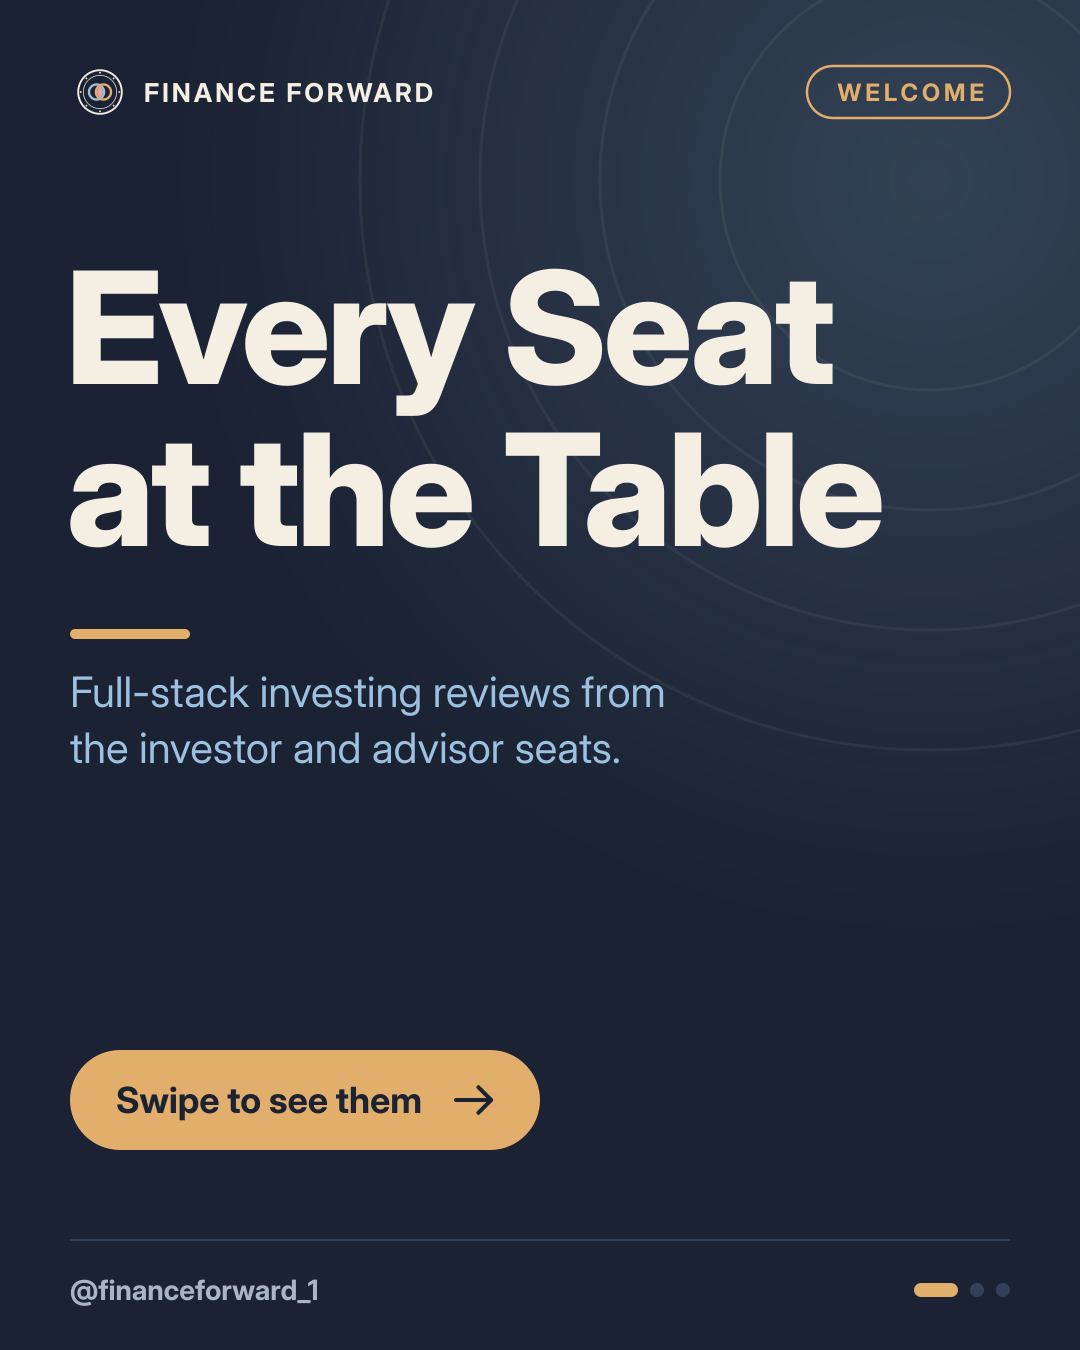 FINANCE FORWARD
WELCOME
Every Seat
at the Table
Full-stack investing reviews from
the investor and advisor seats.
Swipe to see them
@financeforward_1